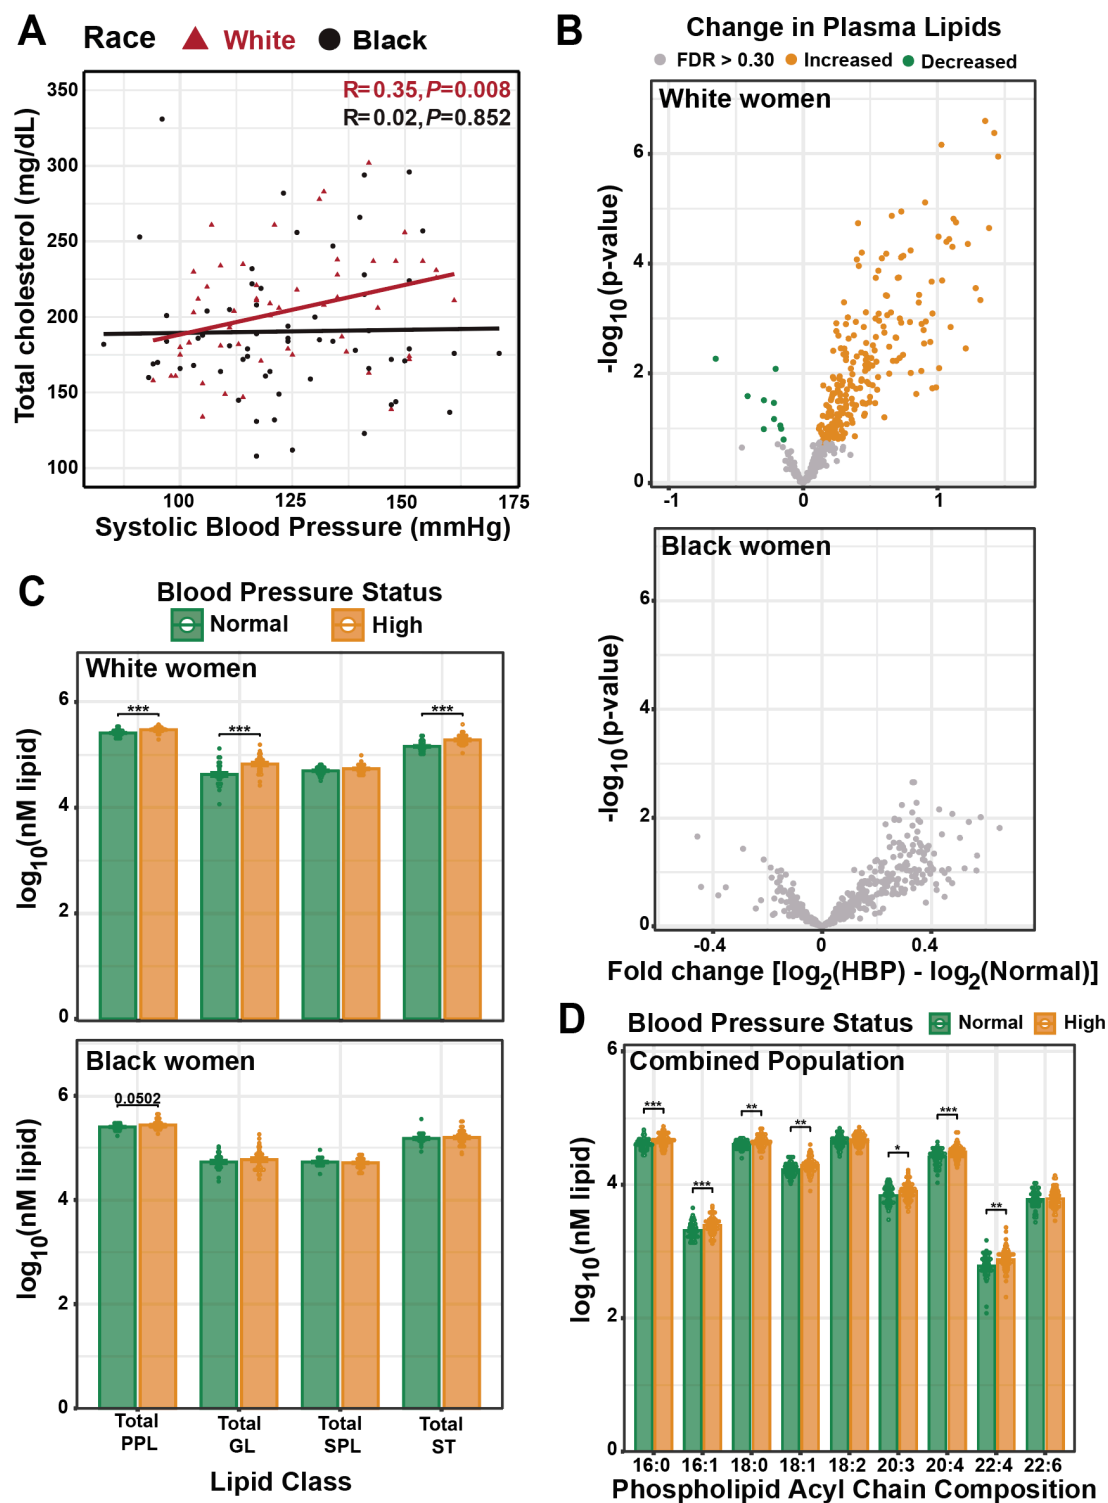 A
Race White Black
R=0.35, P=0.008
R=0.02, P=0.852
350
300
250
200
150
100
100 125 150 175
Total cholesterol (mg/dL)
Systolic Blood Pressure (mmHg)
B
Change in Plasma Lipids
FDR > 0.30 Increased Decreased
White women
6
4
2
0
-1 0 1
-log10(p-value)
Black women
6
4
2
0
-0.4 0 0.4
-log10(p-value)
Fold change [log2(HBP) - log2(Normal)]
C
Blood Pressure Status
Normal High
White women
*** *** ***
6
4
2
0
log10(nM lipid)
Black women
0.0502
6
4
2
0
log10(nM lipid)
Total Total Total Total
PPL GL SPL ST
Lipid Class
D
Blood Pressure Status Normal High
Combined Population
*** *** ** ** * *** **
6
4
2
0
log10(nM lipid)
16:0 16:1 18:0 18:1 18:2 20:3 20:4 22:4 22:6
Phospholipid Acyl Chain Composition